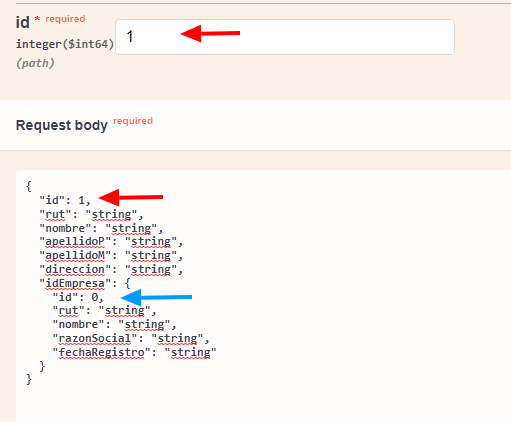 id * required
integer($int64)
1
(path)
Request body required
{
"id": 1,
"rut": "string",
"nombre": "string",
"apellidoP": "string",
"apellidoM": "string",
"direccion": "string",
"idEmpresa": {
"id": 0,
"rut": "string",
"nombre": "string",
"razonSocial": "string",
"fechaRegistro": "string"
}
}